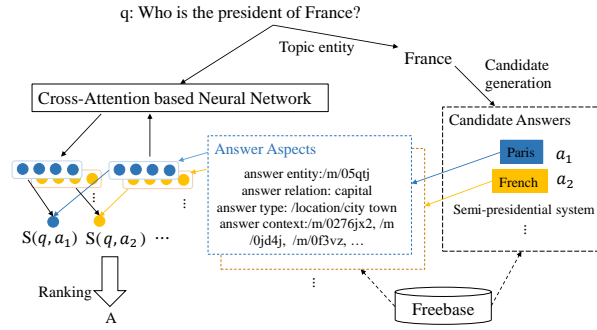 q: Who is the president of France?
Topic entity
France
Candidate
generation
Cross-Attention based Neural Network
Candidate Answers
Paris a₁
French a₂
Semi-presidential system
⋮
Answer Aspects
answer entity:/m/05qtj
answer relation: capital
answer type: /location/city town
answer context:/m/0276jx2, /m
/0jd4j, /m/0f3vz, …
⋮
⋮
⋮
S(q,a₁) S(q,a₂) ⋯
Ranking
A
Freebase